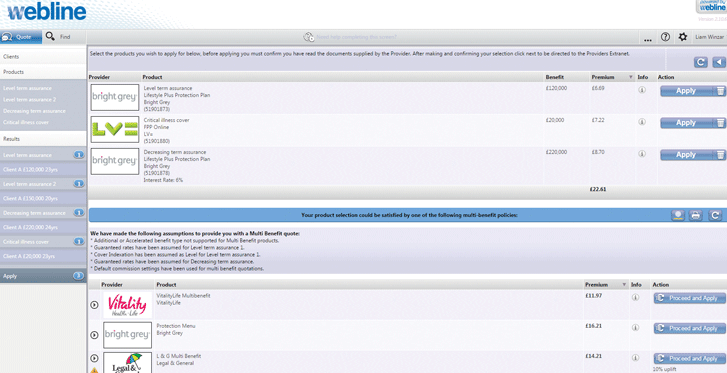 webline
powered by
webline
Quote
Find
Need help completing this screen?
...
Liam Winzar
Clients
Products
Level term assurance
Level term assurance 2
Decreasing term assurance
Critical illness cover
Results
Level term assurance 1
Client A £120,000 23yrs
Level term assurance 2 1
Decreasing term assurance 1
Client A £220,000 24yrs
Critical illness cover 1
Client A £20,000 23yrs
Apply 3
Select the products you wish to apply for below, before applying you must confirm you have read the documents supplied by the Provider. After making and confirming your selection click next to be directed to the Providers Extranet.
Provider Product Benefit Premium Info Action
bright grey Level term assurance £120,000 £6.69 Apply
Lifestyle Plus Protection Plan
Bright Grey
(51901873)
LV= Critical illness cover £20,000 £7.22 Apply
FPP Online
LV=
(51901880)
bright grey Decreasing term assurance £220,000 £8.70 Apply
Lifestyle Plus Protection Plan
Bright Grey
(51901878)
Interest Rate: 6%
£22.61
Your product selection could be satisfied by one of the following multi-benefit policies:
We have made the following assumptions to provide you with a Multi Benefit quote:
* Additional or Accelerated benefit type not supported for Multi Benefit products.
* Guaranteed rates have been assumed for Level term assurance 1.
* Cover Indexation has been assumed as Level for Level term assurance 1.
* Guaranteed rates have been assumed for Decreasing term assurance.
* Default commission settings have been used for multi benefit quotations.
Provider Product Premium Info Action
Vitality VitalityLife Multibenefit £11.97 Proceed and Apply
Health Life VitalityLife
bright grey Protection Menu £16.21 Proceed and Apply
Bright Grey
Legal & L & G Multi Benefit £14.21 Proceed and Apply
Legal & General
10% uplift